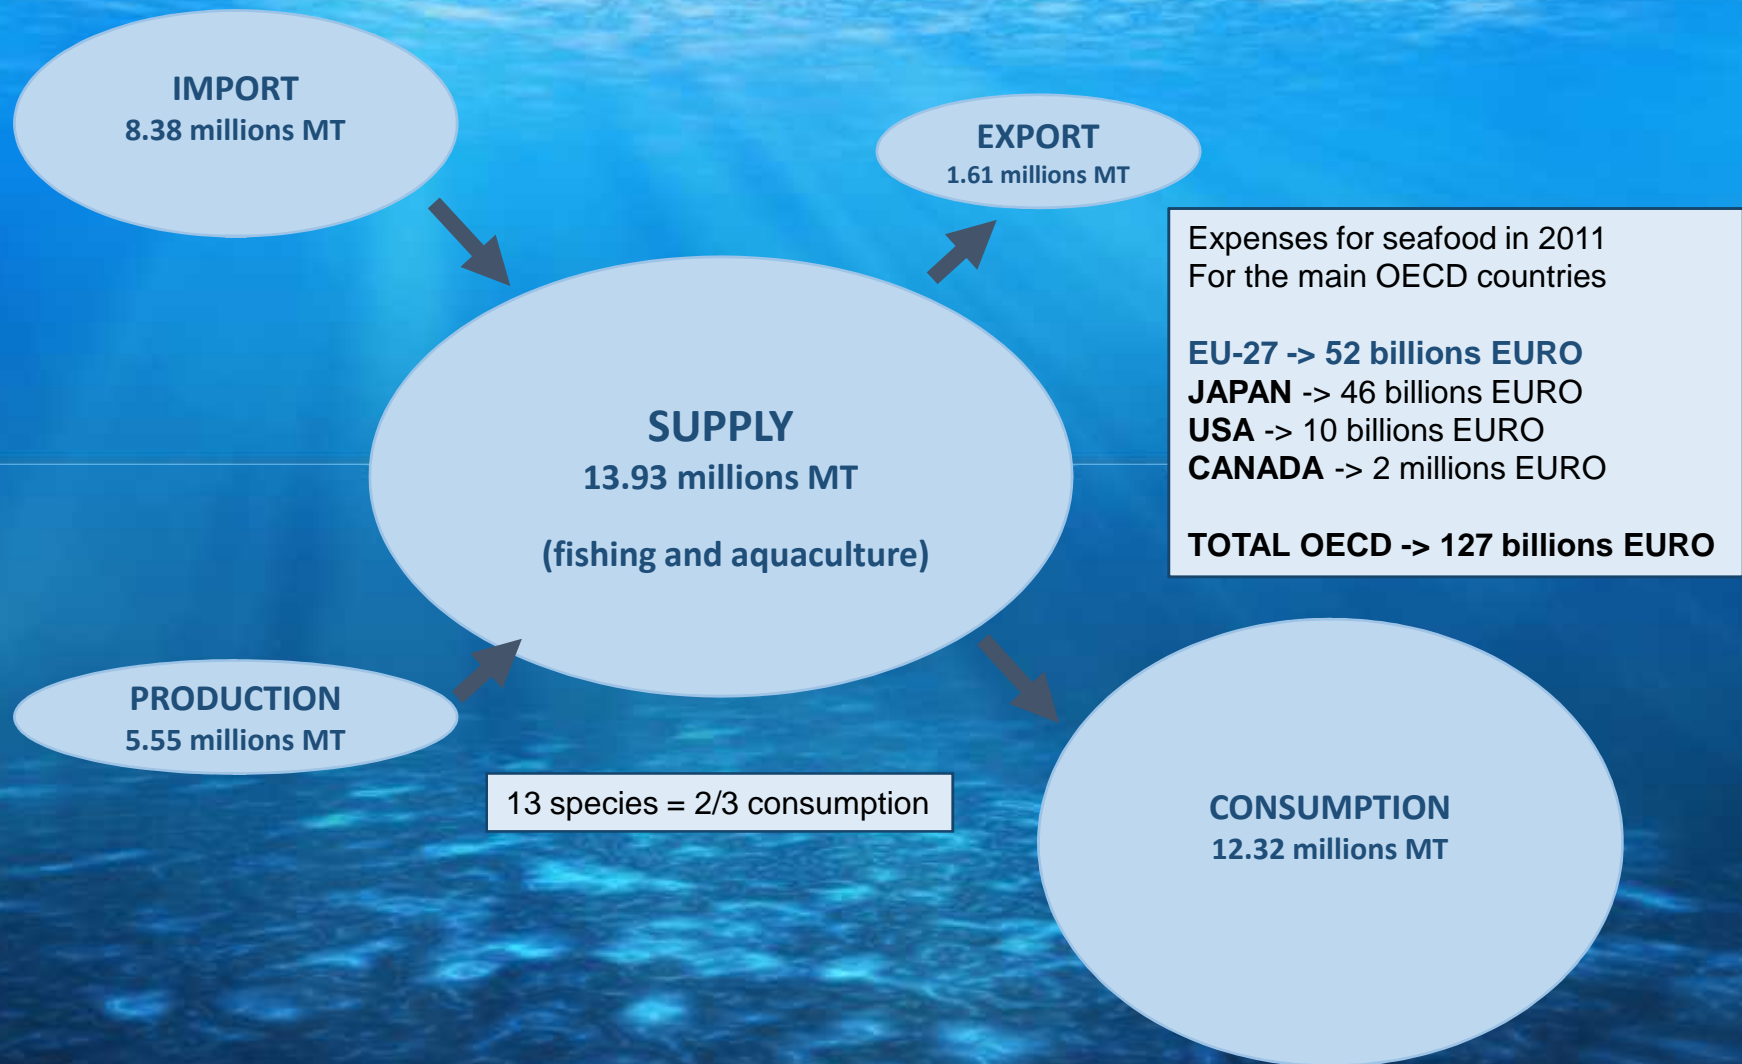 IMPORT
8.38 millions MT
EXPORT
1.61 millions MT
Expenses for seafood in 2011
For the main OECD countries
EU-27 -> 52 billions EURO
JAPAN -> 46 billions EURO
USA -> 10 billions EURO
CANADA -> 2 millions EURO
TOTAL OECD -> 127 billions EURO
SUPPLY
13.93 millions MT
(fishing and aquaculture)
PRODUCTION
5.55 millions MT
13 species = 2/3 consumption
CONSUMPTION
12.32 millions MT